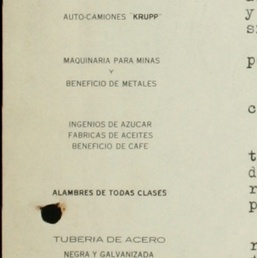 AUTO-CAMIONES "KRUPP"
MAQUINARIA PARA MINAS
Y
BENEFICIO DE METALES
INGENIOS DE AZUCAR
FABRICAS DE ACEITES
BENEFICIO DE CAFE
ALAMBRES DE TODAS CLASES
TUBERIA DE ACERO
NEGRA Y GALVANIZADA